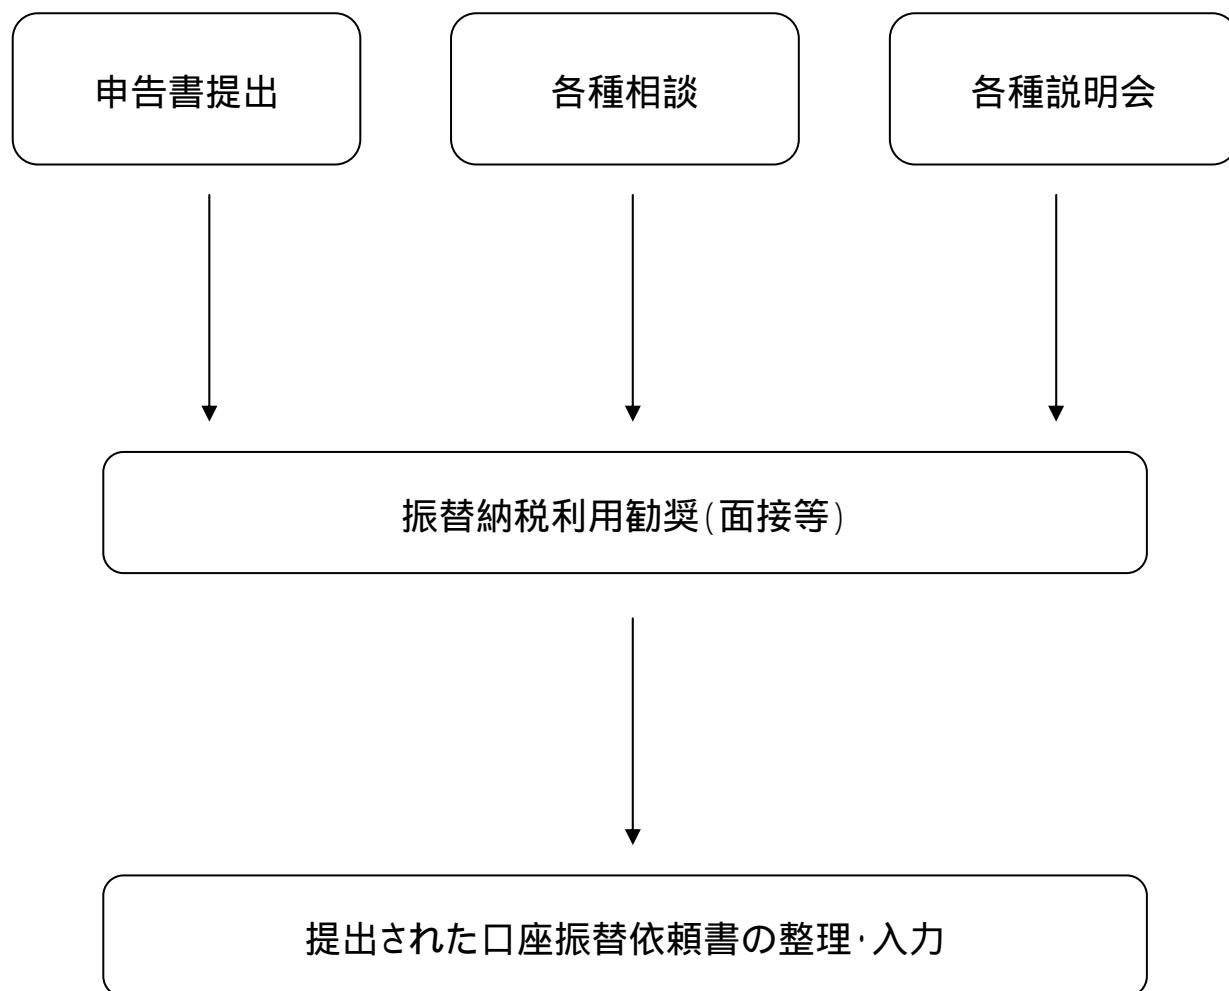 申告書提出
各種相談
各種説明会
振替納税利用勧奨(面接等)
提出された口座振替依頼書の整理・入力